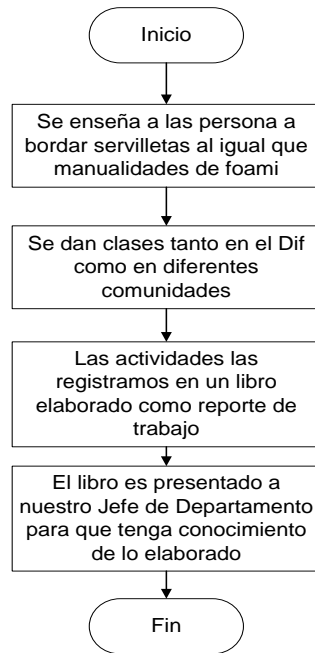 Inicio
Se enseña a las persona a
bordar servilletas al igual que
manualidades de foami
Se dan clases tanto en el Dif
como en diferentes
comunidades
Las actividades las
registramos en un libro
elaborado como reporte de
trabajo
El libro es presentado a
nuestro Jefe de Departamento
para que tenga conocimiento
de lo elaborado
Fin